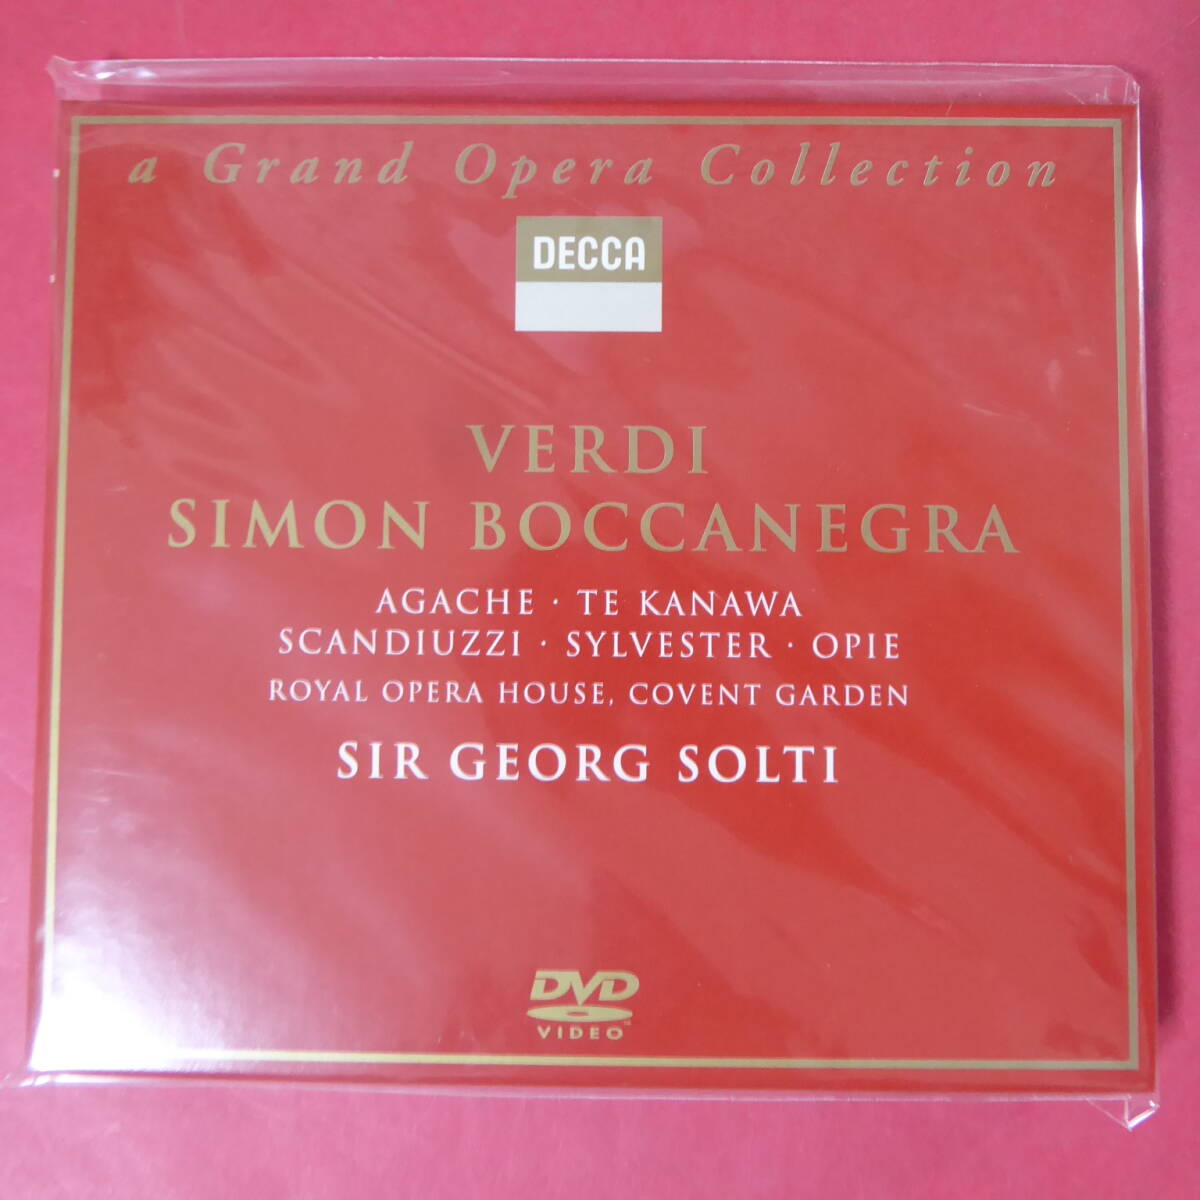 a Grand Opera Collection
DECCA
VERDI
SIMON BOCCANEGRA
AGACHE · TE KANAWA
SCANDIUZZI · SYLVESTER · OPIE
ROYAL OPERA HOUSE, COVENT GARDEN
SIR GEORG SOLTI
DVD
VIDEO™